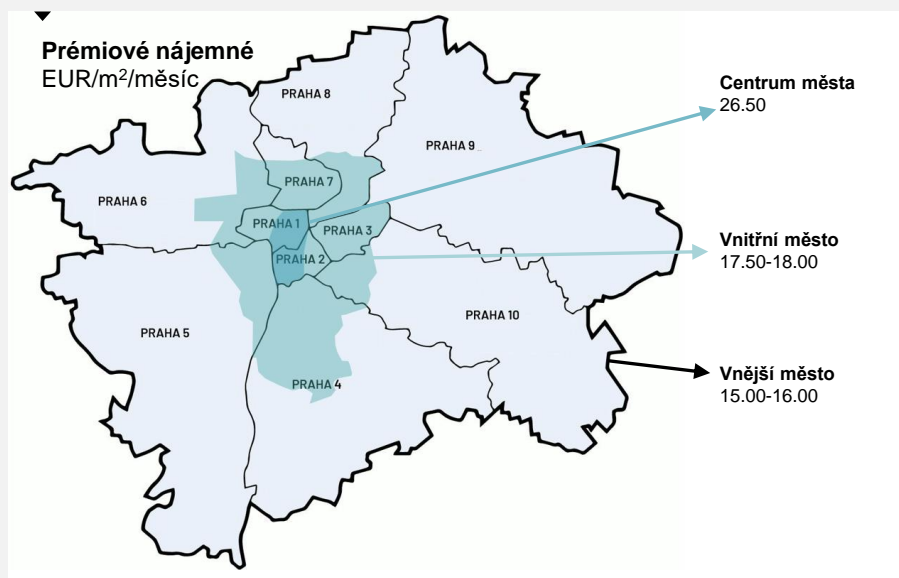 Prémiové nájemné
EUR/m²/měsíc
PRAHA 8
Centrum města
26.50
PRAHA 9
PRAHA 7
PRAHA 6
PRAHA 1
PRAHA 3
Vnitřní město
17.50-18.00
PRAHA 2
PRAHA 10
PRAHA 5
Vnější město
15.00-16.00
PRAHA 4